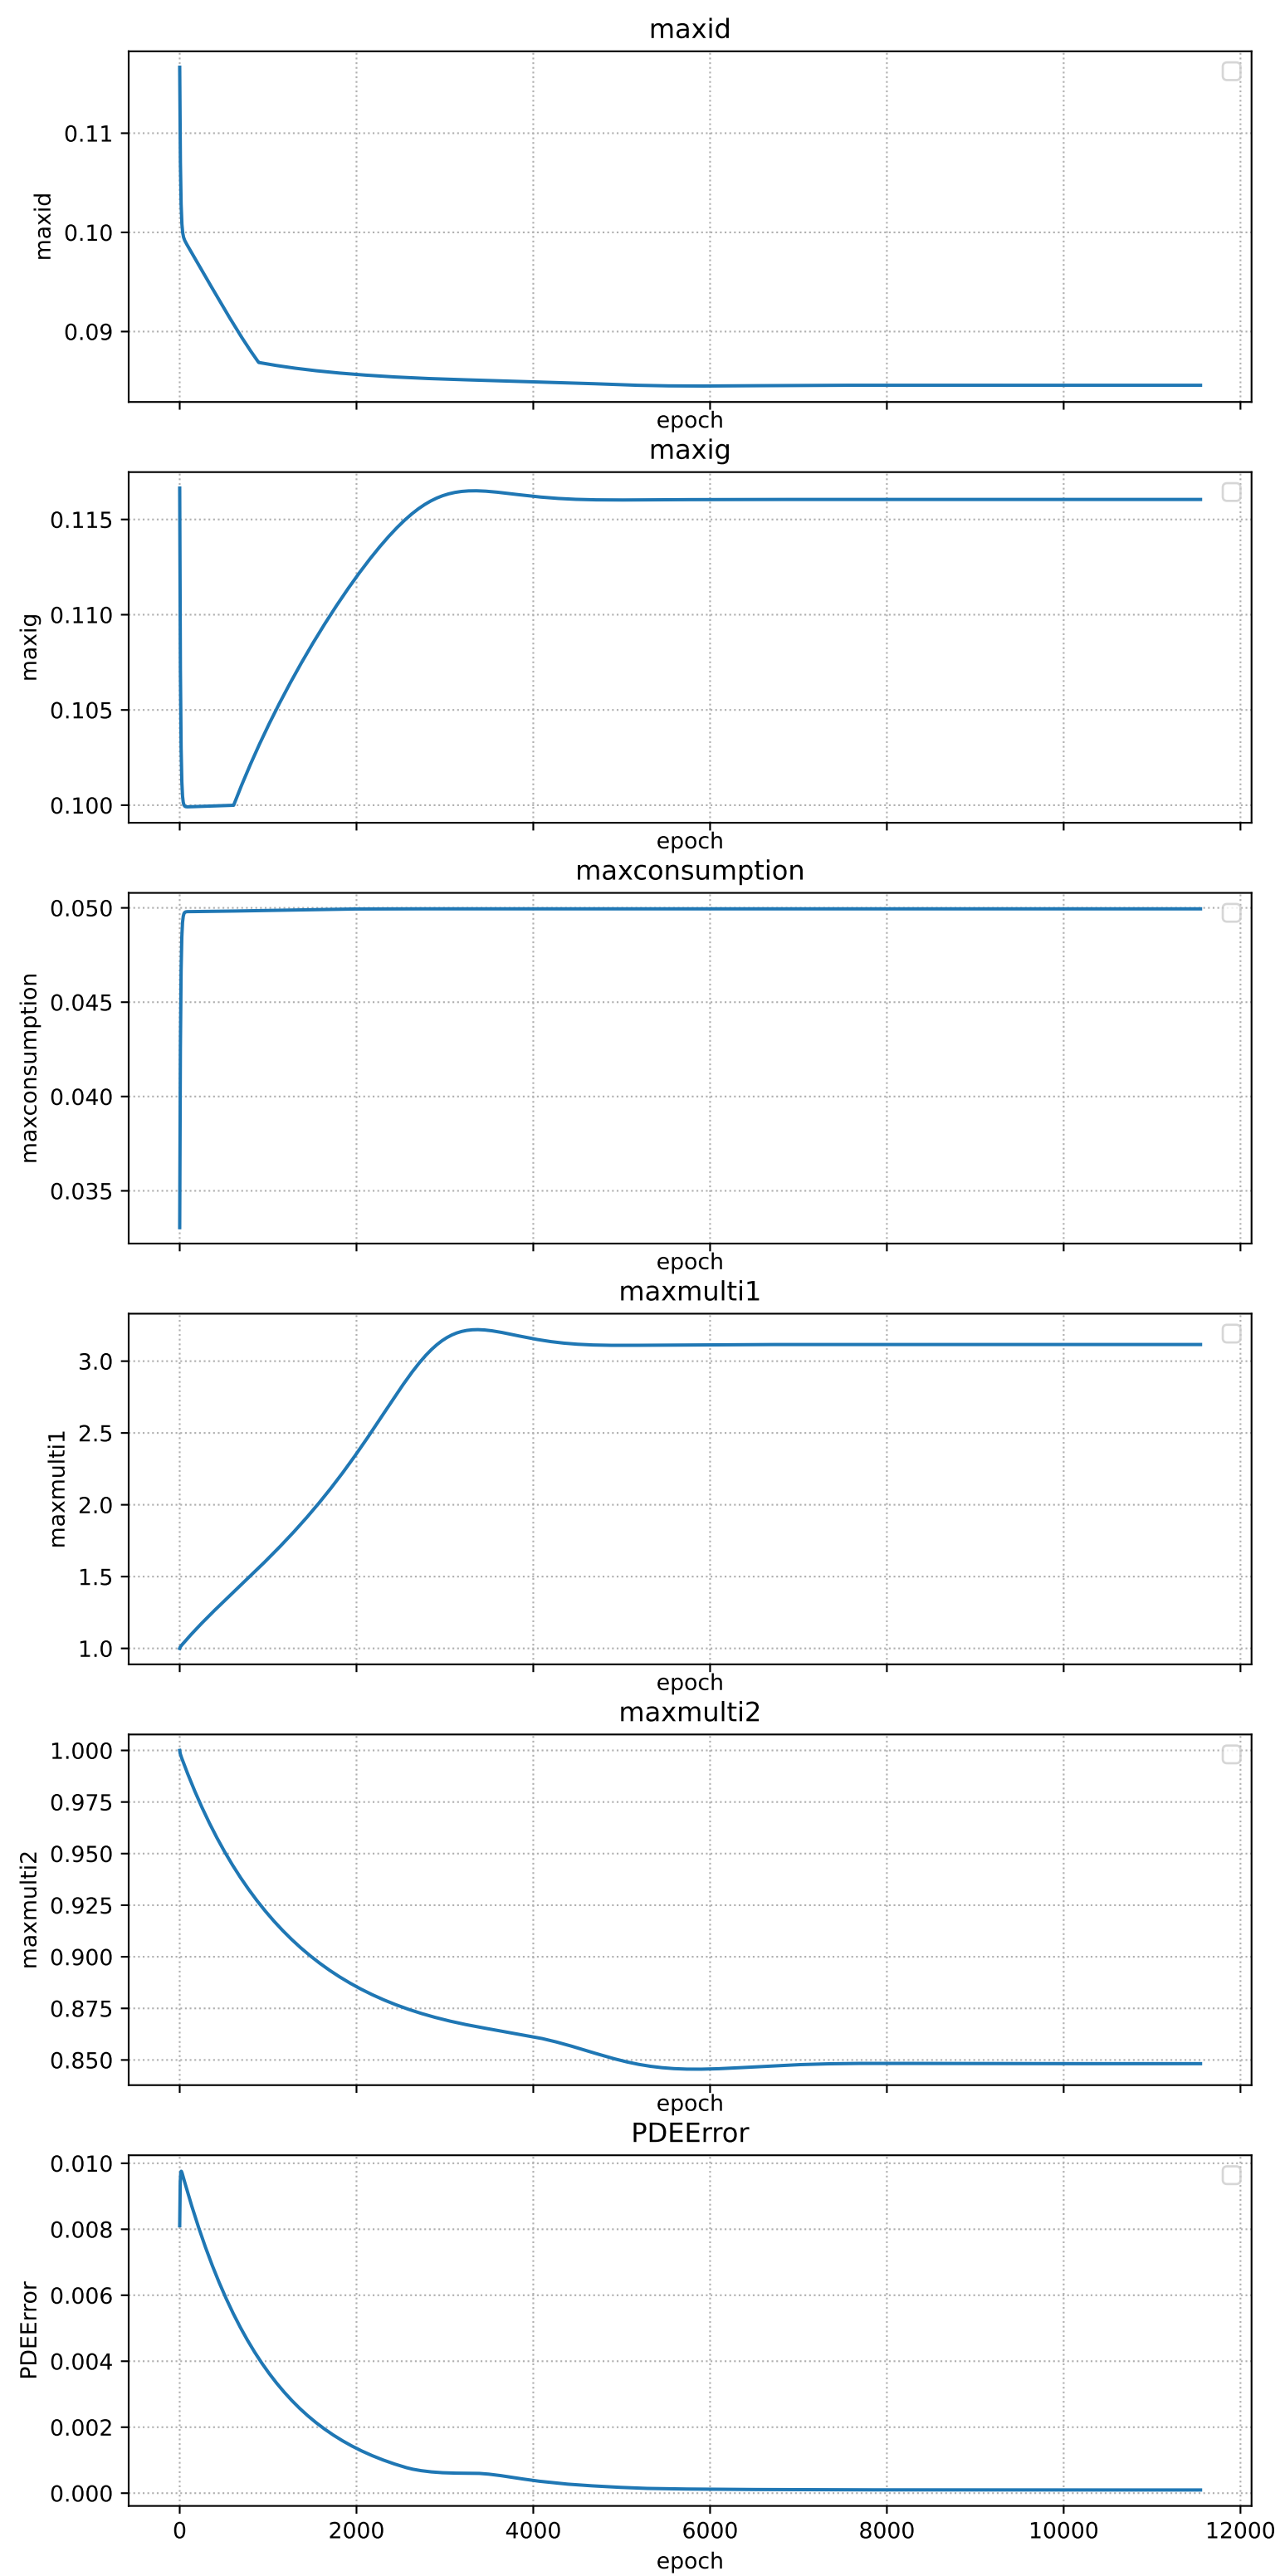 maxid
0.11
0.10
0.09
maxid
epoch
maxig
0.115
0.110
0.105
0.100
maxig
epoch
maxconsumption
0.050
0.045
0.040
0.035
maxconsumption
epoch
maxmulti1
3.0
2.5
2.0
1.5
1.0
maxmulti1
epoch
maxmulti2
1.000
0.975
0.950
0.925
0.900
0.875
0.850
maxmulti2
epoch
PDEError
0.010
0.008
0.006
0.004
0.002
0.000
PDEError
0 2000 4000 6000 8000 10000 12000
epoch